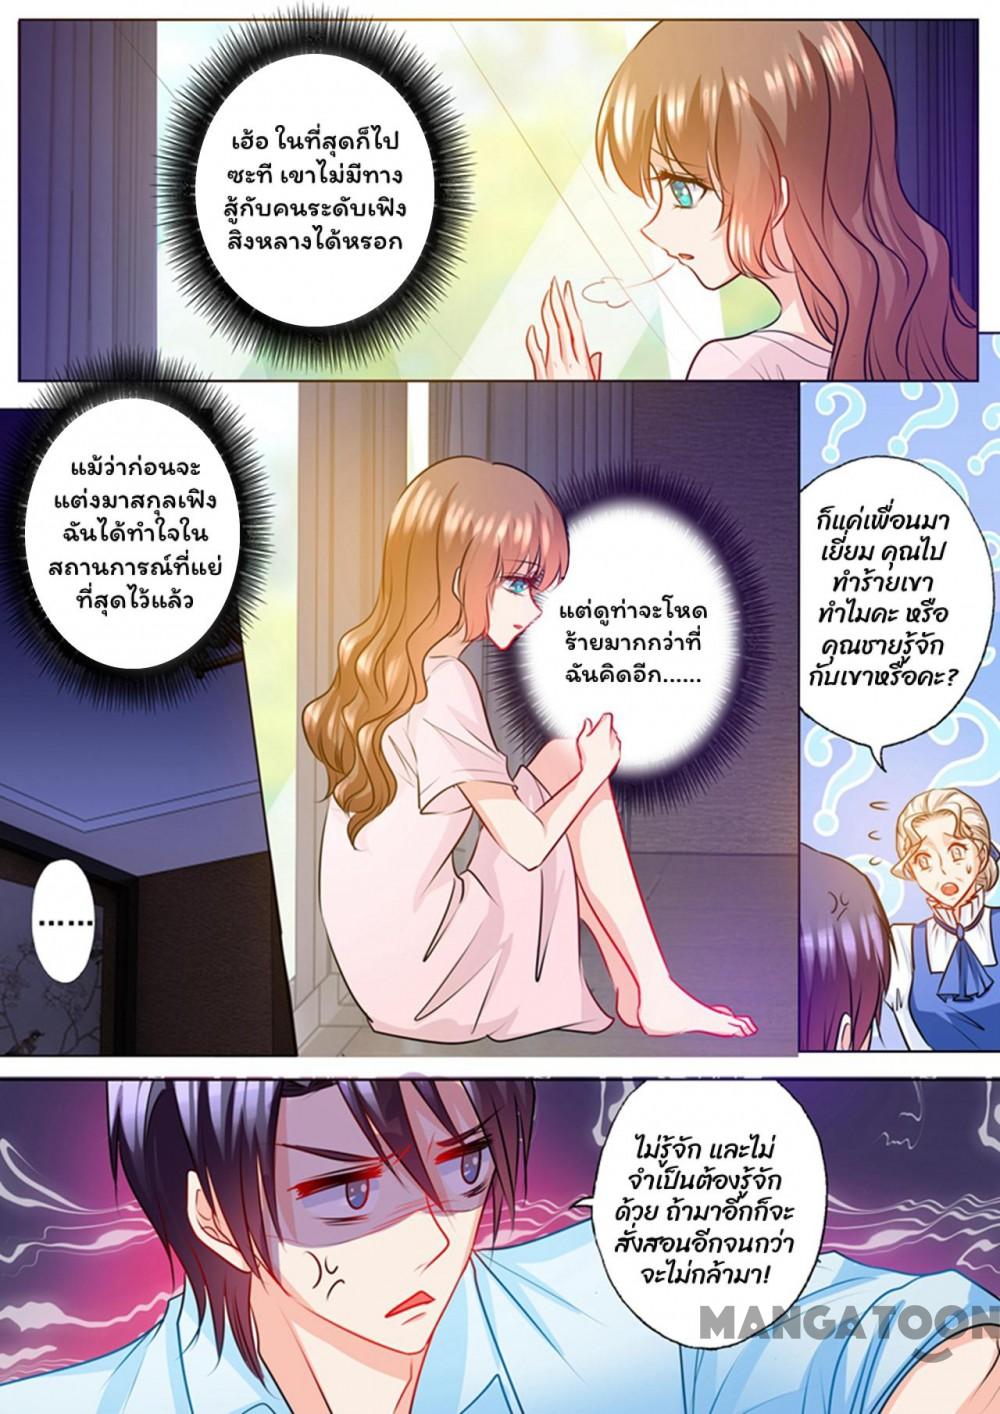 เฮ้อ ในที่สุดก็ไป
ซะที เขาไม่มีทาง
สู้กับคนระดับเฟิง
สิงหลางได้หรอก
แม้ว่าก่อนจะ
แต่งมาสกุลเฟิง
ฉันได้ทำใจใน
สถานการณ์ที่แย่
ที่สุดไว้แล้ว
แต่ดูท่าจะโหด
ร้ายมากกว่าที่
ฉันคิดอีก......
ก็แค่เพื่อนมา
เยี่ยม คุณไป
ทำร้ายเขา
ทำไมคะ หรือ
คุณชายรู้จัก
กับเขาหรือคะ?
......
ไม่รู้จัก และไม่
จำเป็นต้องรู้จัก
ด้วย ถ้ามาอีกก็จะ
สั่งสอนอีกจนกว่า
จะไม่กล้ามา!
MANGATOON